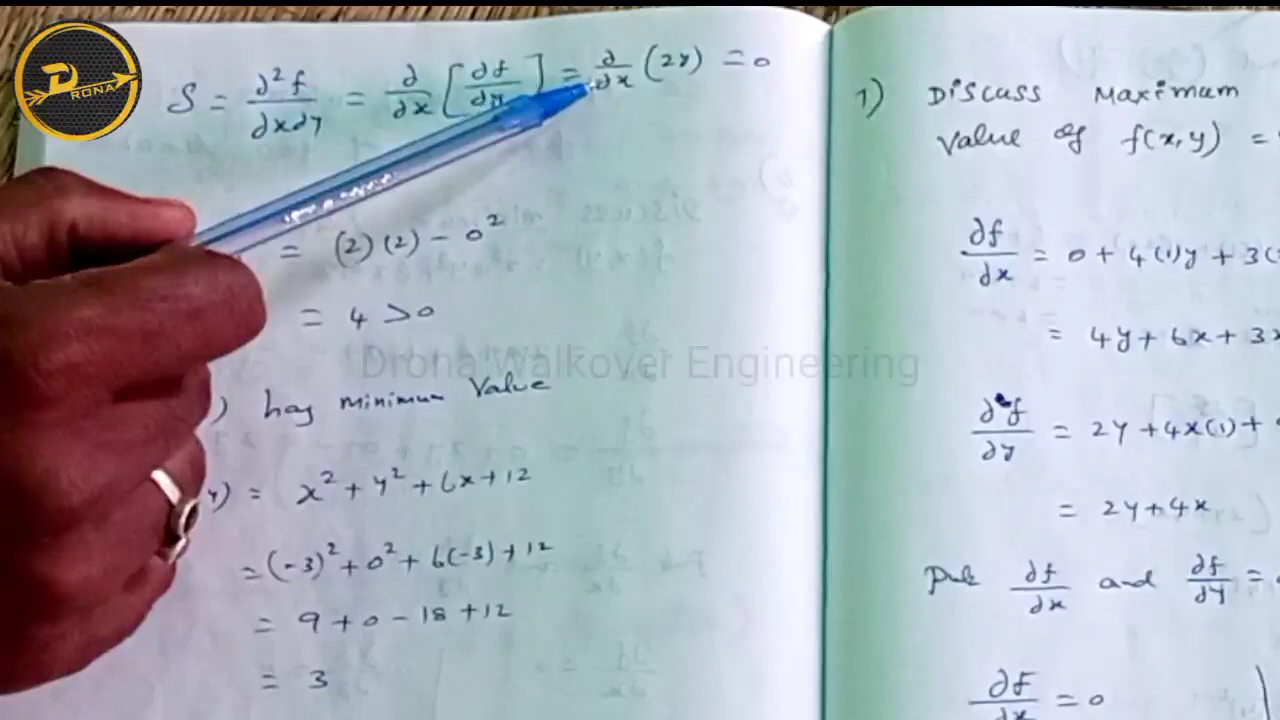 DRONA
S = ∂²f/∂x∂y = ∂/∂x [∂f/∂y] = ∂/∂x (2y) = 0
= (2)(2) - 0²
= 4 > 0
) has minimum Value
y) = x² + y² + 6x + 12
= (-3)² + 0² + 6(-3) + 12
= 9 + 0 - 18 + 12
= 3
1) Discuss Maximum
Value of f(x,y) =
∂f/∂x = 0 + 4(1)y + 3(
= 4y + 6x + 3x
∂f/∂y = 2y + 4x(1) +
= 2y + 4x
Put ∂f/∂x and ∂f/∂y =
∂f/∂x = 0
Drona Walkover Engineering